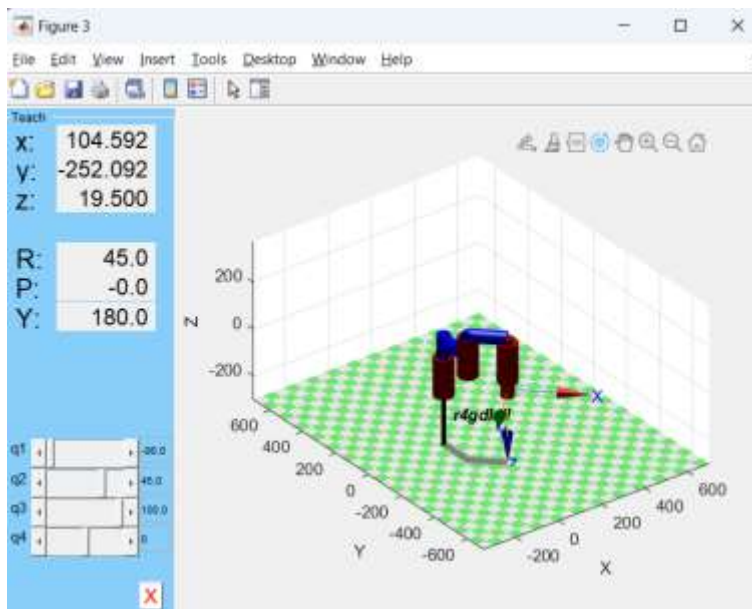 Figure 3
File Edit View Insert Tools Desktop Window Help
Teach
x: 104.592
y: -252.092
z: 19.500
R: 45.0
P: -0.0
Y: 180.0
q1
q2 45.0
q3 100.0
q4 0
X
Z
200
0
-200
600
400
200
0
-200
-400
-600
Y
-200
0
200
400
600
X
X